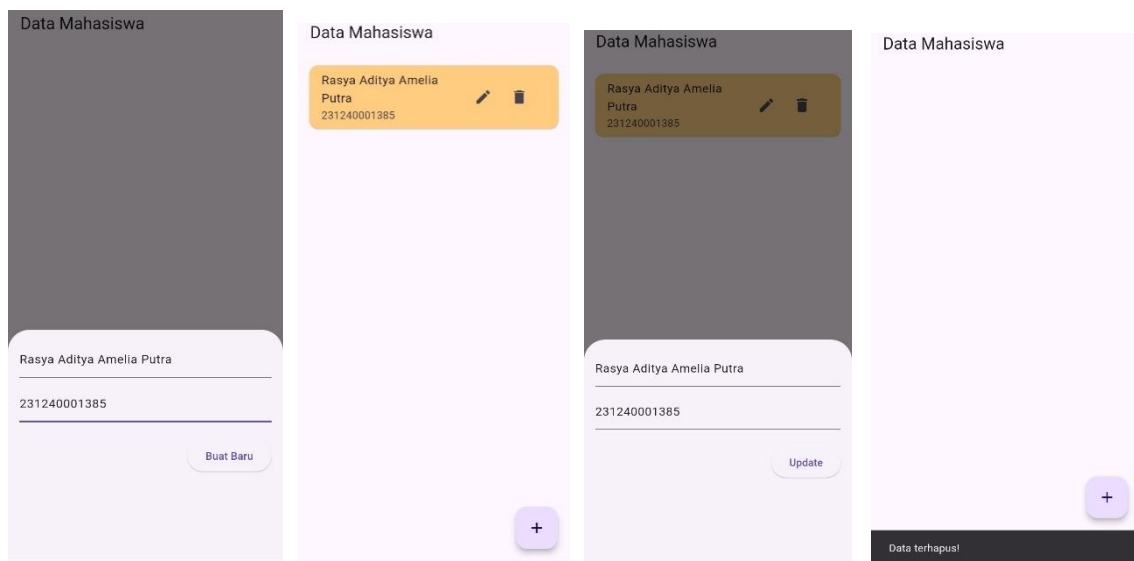 Data Mahasiswa
Rasya Aditya Amelia Putra
231240001385
Buat Baru
Data Mahasiswa
Rasya Aditya Amelia
Putra
231240001385
+
Data Mahasiswa
Rasya Aditya Amelia
Putra
231240001385
Rasya Aditya Amelia Putra
231240001385
Update
Data Mahasiswa
+
Data terhapus!